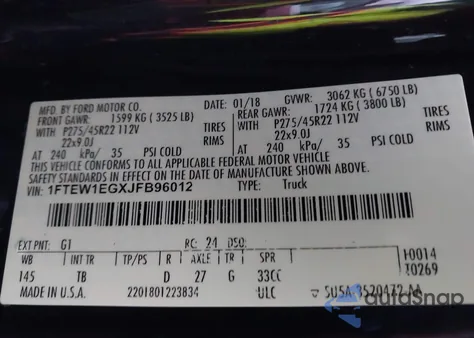 MFD. BY FORD MOTOR CO.
DATE: 01/18 GVWR: 3062 KG ( 6750 LB)
FRONT GAWR: 1599 KG ( 3525 LB) REAR GAWR: 1724 KG ( 3800 LB)
WITH P275/45R22 112V TIRES WITH P275/45R22 112V TIRES
22x9.0J RIMS 22x9.0J RIMS
AT 240 kPa/ 35 PSI COLD AT 240 kPa/ 35 PSI COLD
THIS VEHICLE CONFORMS TO ALL APPLICABLE FEDERAL MOTOR VEHICLE
SAFETY STANDARDS IN EFFECT ON THE DATE OF MANUFACTURE SHOWN ABOVE.
VIN: 1FTEW1EGXJFB96012 TYPE: Truck
EXT PNT: G1 RC: 24 DSO:
WB INT TR TP/PS R AXLE TR SPR
145 TB D 27 G 33CC
I0014
T0269
MADE IN U.S.A. 2201801223834 ULC
autosnap